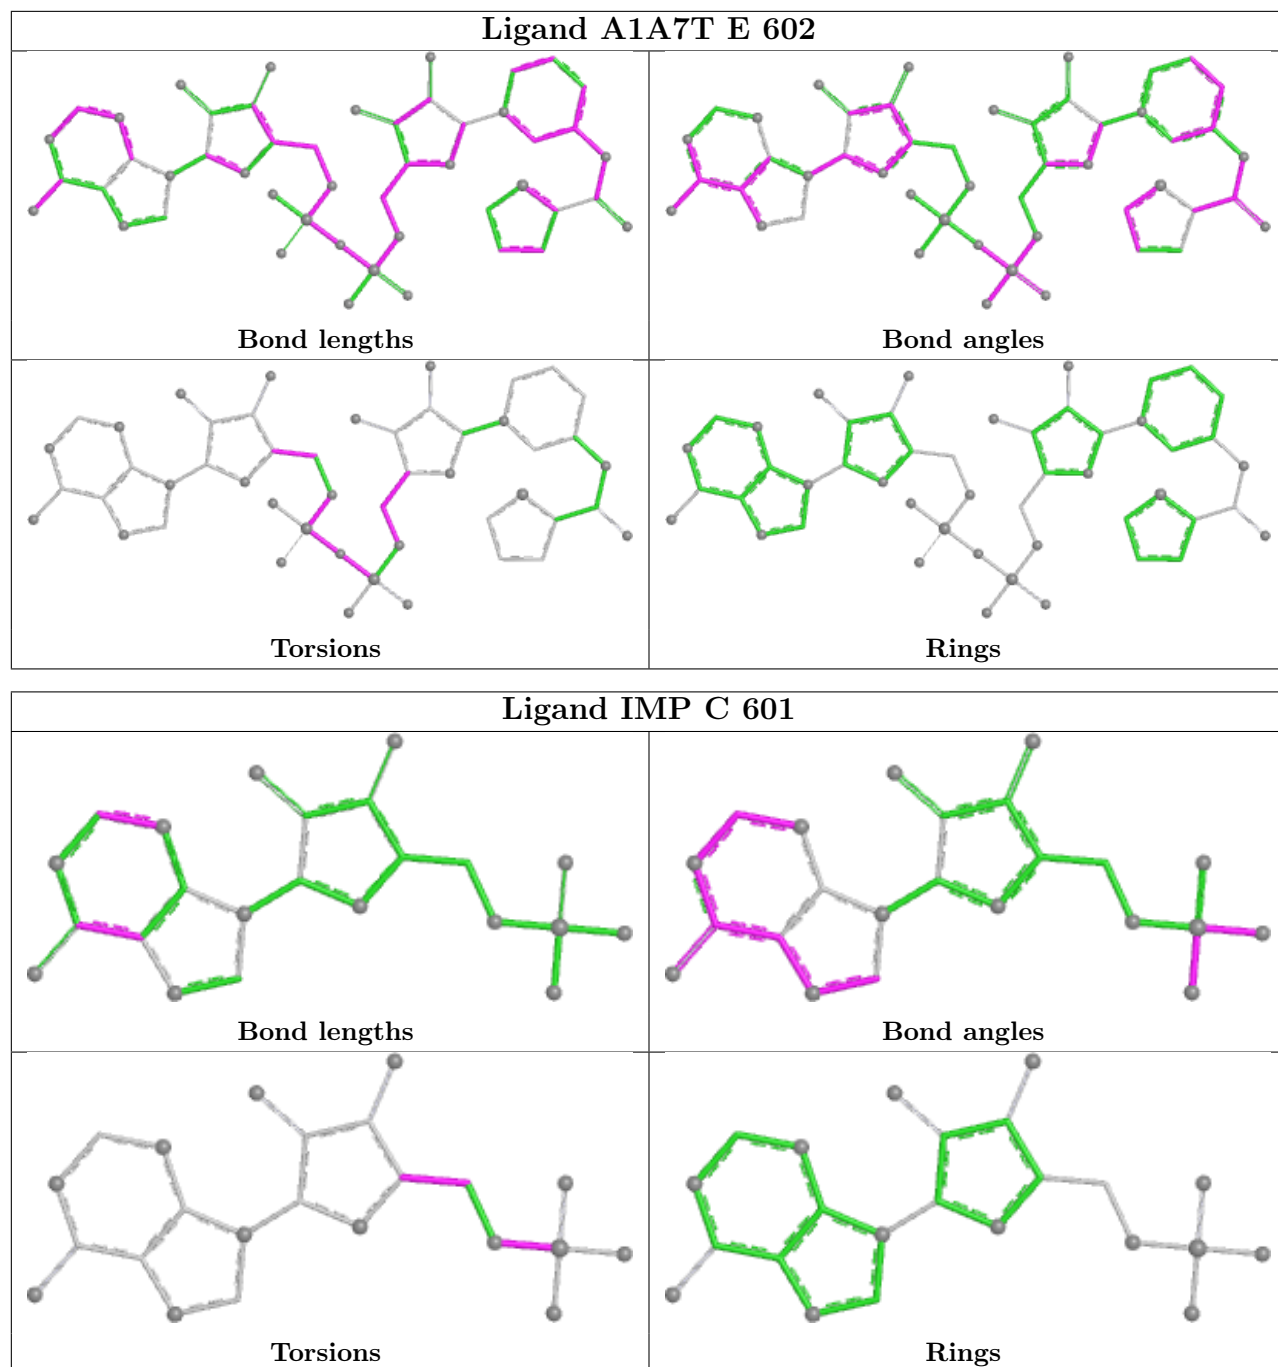 Ligand A1A7T E 602
Bond lengths
Bond angles
Torsions
Rings
Ligand IMP C 601
Bond lengths
Bond angles
Torsions
Rings